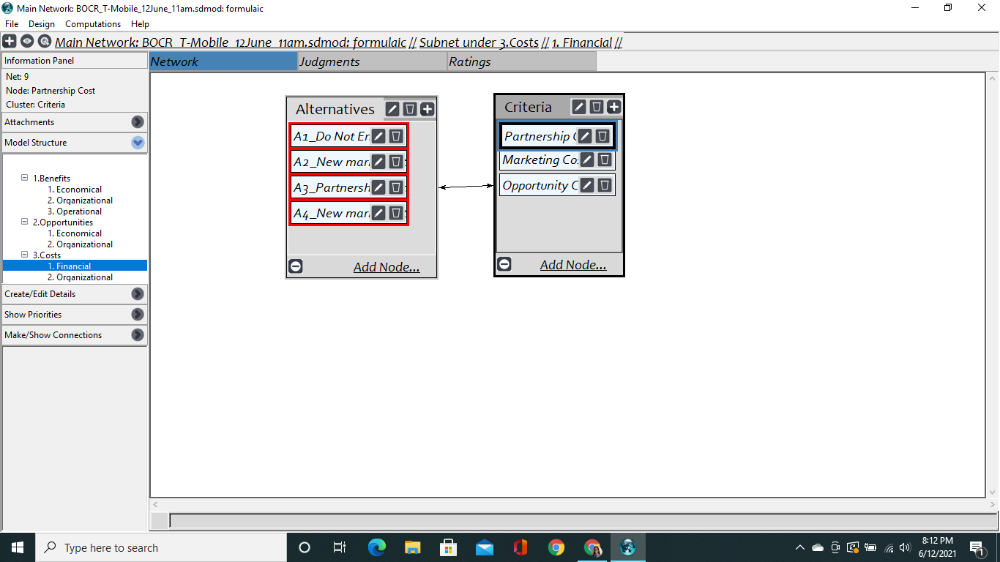 Main Network: BOCR_T-Mobile_12June_11am.sdmod: formulaic
File Design Computations Help
Main Network: BOCR_T-Mobile_12June_11am.sdmod: formulaic // Subnet under 3.Costs // 1. Financial //
Information Panel
Net: 9
Node: Partnership Cost
Cluster: Criteria
Attachments
Model Structure
1.Benefits
1. Economical
2. Organizational
3. Operational
2.Opportunities
1. Economical
2. Organizational
3.Costs
1. Financial
2. Organizational
Create/Edit Details
Show Priorities
Make/Show Connections
Network Judgments Ratings
Alternatives
A1_Do Not En
A2_New mar
A3_Partnersh
A4_New mar
Add Node...
Criteria
Partnership C
Marketing Co
Opportunity C
Add Node...
Type here to search
8:12 PM
6/12/2021
1